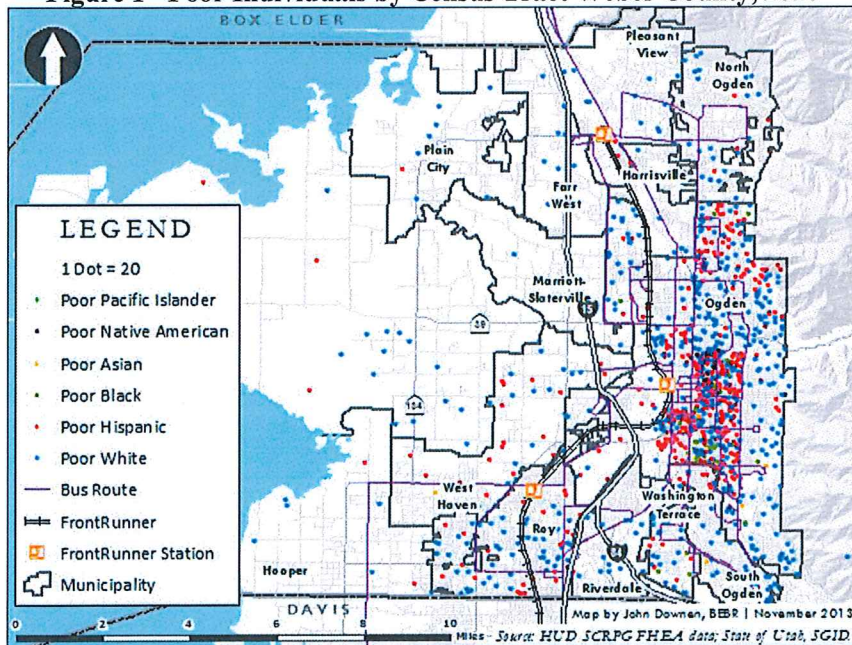 BOX ELDER
Pleasant
View
North
Ogden
Plain
City
Harrisville
Farr
West
LEGEND
1 Dot = 20
Poor Pacific Islander
Poor Native American
Poor Asian
Poor Black
Poor Hispanic
Poor White
Bus Route
FrontRunner
FrontRunner Station
Municipality
Marriott-
Slaterville
15
Ogden
39
134
West
Haven
Roy
Washington
Terrace
Hooper
Riverdale
South
Ogden
DAVIS
Map by John Downen, BEBR | November 2013
0 2 4 6 8 10
Miles
Source: HUD SCRPG FHEA data; State of Utah, SGID.